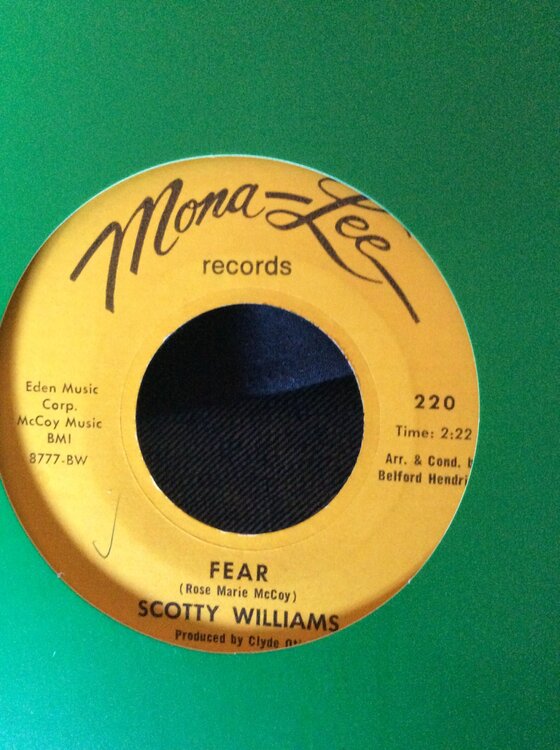 Mona-Lee
records
Eden Music
Corp.
McCoy Music
BMI
8777-BW
220
Time: 2:22
Arr. & Cond.
Belford Hendri
FEAR
(Rose Marie McCoy)
SCOTTY WILLIAMS
Produced by Clyde